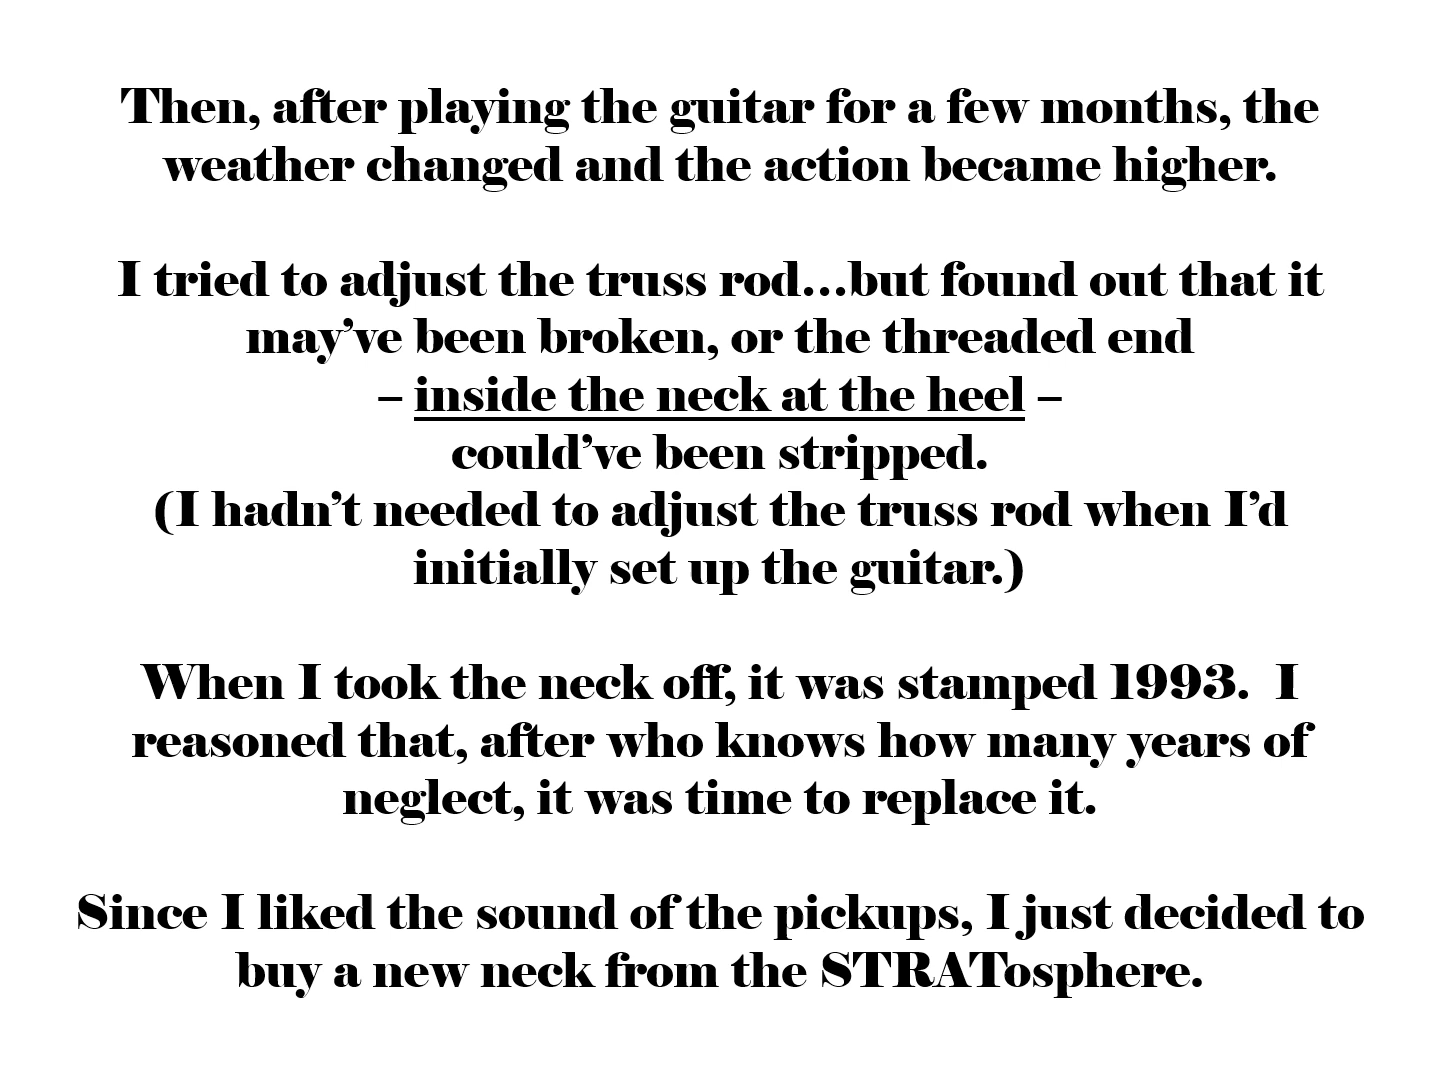 Then, after playing the guitar for a few months, the
weather changed and the action became higher.
I tried to adjust the truss rod…but found out that it
may’ve been broken, or the threaded end
– inside the neck at the heel –
could’ve been stripped.
(I hadn’t needed to adjust the truss rod when I’d
initially set up the guitar.)
When I took the neck off, it was stamped 1993.  I
reasoned that, after who knows how many years of
neglect, it was time to replace it.
Since I liked the sound of the pickups, I just decided to
buy a new neck from the STRATosphere.